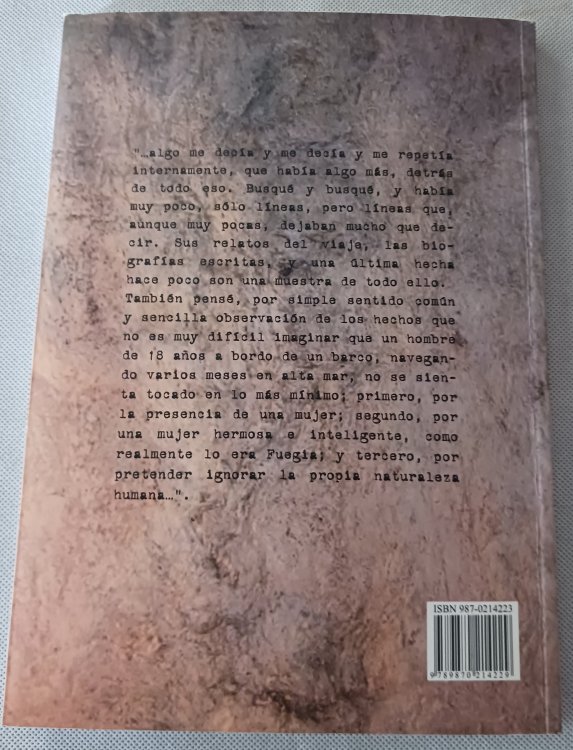 "…algo me decía y me decía y me repetía
internamente, que había algo más, detrás
de todo eso. Busqué y busqué, y había
muy poco, sólo líneas, pero líneas que,
aunque muy pocas, dejaban mucho que de-
cir. Sus relatos del viaje, las bio-
grafías escritas, y una última hecha
hace poco son una muestra de todo ello.
También pensé, por simple sentido común
y sencilla observación de los hechos que
no es muy difícil imaginar que un hombre
de 18 años a bordo de un barco, navegan-
do varios meses en alta mar, no se sien-
ta tocado en lo más mínimo; primero, por
la presencia de una mujer; segundo, por
una mujer hermosa e inteligente, como
realmente lo era Fuegia; y tercero, por
pretender ignorar la propia naturaleza
humana…".
ISBN 987-0214223
9789870214229